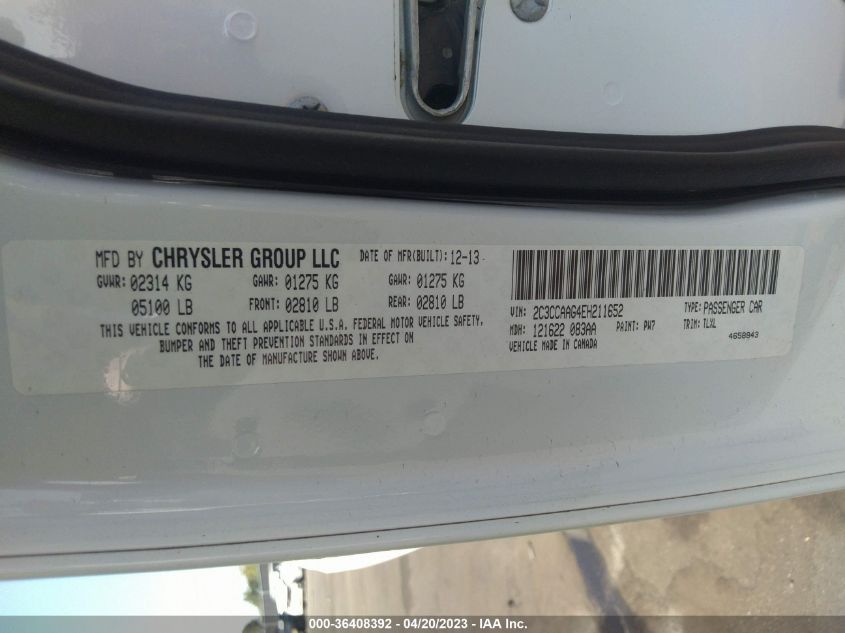 MFD BY CHRYSLER GROUP LLC DATE OF MFR(BUILT): 12-13
GVWR: 02314 KG GAWR: 01275 KG GAWR: 01275 KG
05100 LB FRONT: 02810 LB REAR: 02810 LB
THIS VEHICLE CONFORMS TO ALL APPLICABLE U.S.A. FEDERAL MOTOR VEHICLE SAFETY,
BUMPER AND THEFT PREVENTION STANDARDS IN EFFECT ON
THE DATE OF MANUFACTURE SHOWN ABOVE.
VIN: 2C3CCAAG4EH211652 TYPE: PASSENGER CAR
MDH: 121622 083AA PAINT: PW7 TRIM: TLXL
VEHICLE MADE IN CANADA 4658943
000-36408392 - 04/20/2023 - IAA Inc.